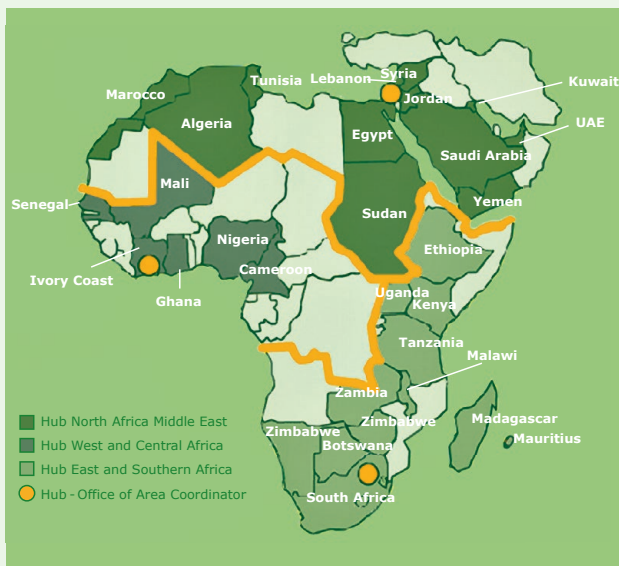 Tunisia
Lebanon
Syria
Kuwait
Marocco
Jordan
Algeria
UAE
Egypt
Saudi Arabia
Mali
Senegal
Yemen
Sudan
Nigeria
Ethiopia
Cameroon
Ivory Coast
Uganda
Ghana
Kenya
Tanzania
Malawi
Zambia
Madagascar
Zimbabwe
Zimbabwe
Mauritius
Botswana
South Africa
Hub North Africa Middle East
Hub West and Central Africa
Hub East and Southern Africa
Hub - Office of Area Coordinator